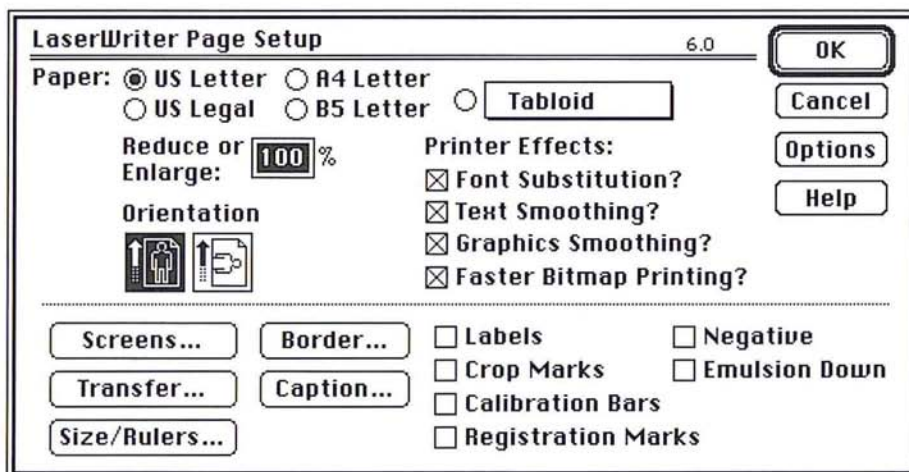 LaserWriter Page Setup 6.0 OK
Paper: US Letter A4 Letter
US Legal B5 Letter Tabloid Cancel
Reduce or 100 % Printer Effects: Options
Enlarge: Font Substitution?
Orientation Text Smoothing? Help
Graphics Smoothing?
Faster Bitmap Printing?
Screens... Border... Labels Negative
Crop Marks Emulsion Down
Transfer... Caption... Calibration Bars
Size/Rulers... Registration Marks